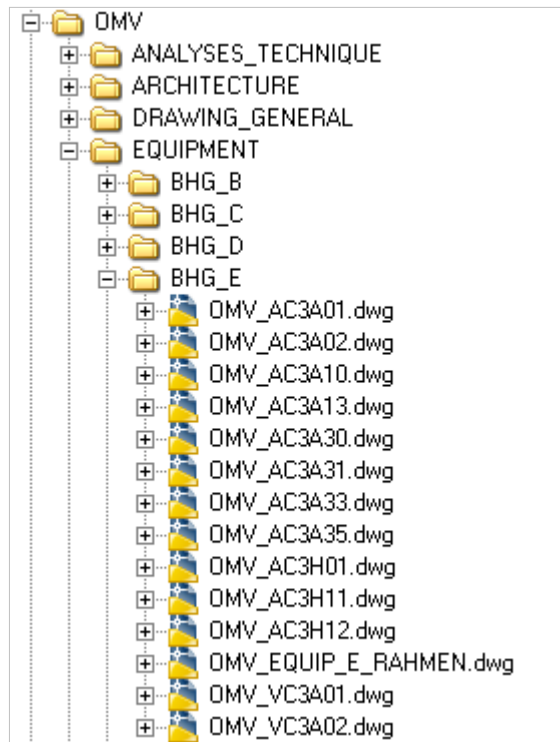 OMV
ANALYSES_TECHNIQUE
ARCHITECTURE
DRAWING_GENERAL
EQUIPMENT
BHG_B
BHG_C
BHG_D
BHG_E
OMV_AC3A01.dwg
OMV_AC3A02.dwg
OMV_AC3A10.dwg
OMV_AC3A13.dwg
OMV_AC3A30.dwg
OMV_AC3A31.dwg
OMV_AC3A33.dwg
OMV_AC3A35.dwg
OMV_AC3H01.dwg
OMV_AC3H11.dwg
OMV_AC3H12.dwg
OMV_EQUIP_E_RAHMEN.dwg
OMV_VC3A01.dwg
OMV_VC3A02.dwg